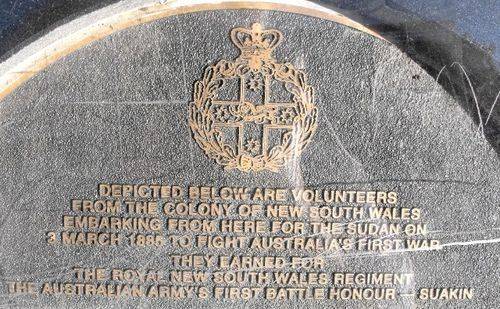 DEPICTED BELOW ARE VOLUNTEERS
FROM THE COLONY OF NEW SOUTH WALES
EMBARKING FROM HERE FOR THE SUDAN ON
3 MARCH 1885 TO FIGHT AUSTRALIA'S FIRST WAR
THEY EARNED FOR
THE ROYAL NEW SOUTH WALES REGIMENT
THE AUSTRALIAN ARMY'S FIRST BATTLE HONOUR — SUAKIN